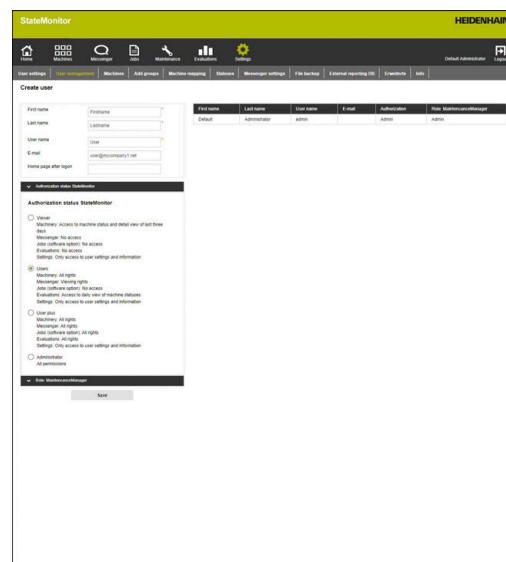 StateMonitor
HEIDENHAIN
Home
Machines
Messenger
Jobs
Maintenance
Evaluations
Settings
Default Administrator
Logout
User settings
User management
Machines
Add groups
Machine mapping
Statuses
Messenger settings
File backup
External reporting DB
Erweiterte
Info
Create user
First name
Firstname
*
Last name
Lastname
*
User name
User
*
E-mail
user@mycompany1.net
Home page after logon
First name Last name User name E-mail Authorization Role: MaintenanceManager
Default Administrator admin Admin Admin
Authorization status StateMonitor
Authorization status StateMonitor
Viewer
Machinery: Access to machine status and detail view of last three
days
Messenger: No access
Jobs (software option): No access
Evaluations: No access
Settings: Only access to user settings and information
Users
Machinery: All rights
Messenger: Viewing rights
Jobs (software option): No access
Evaluations: Access to daily view of machine statuses
Settings: Only access to user settings and information
User plus
Machinery: All rights
Messenger: All rights
Jobs (software option): All rights
Evaluations: All rights
Settings: Only access to user settings and information
Administrator
All permissions
Role: MaintenanceManager
Save